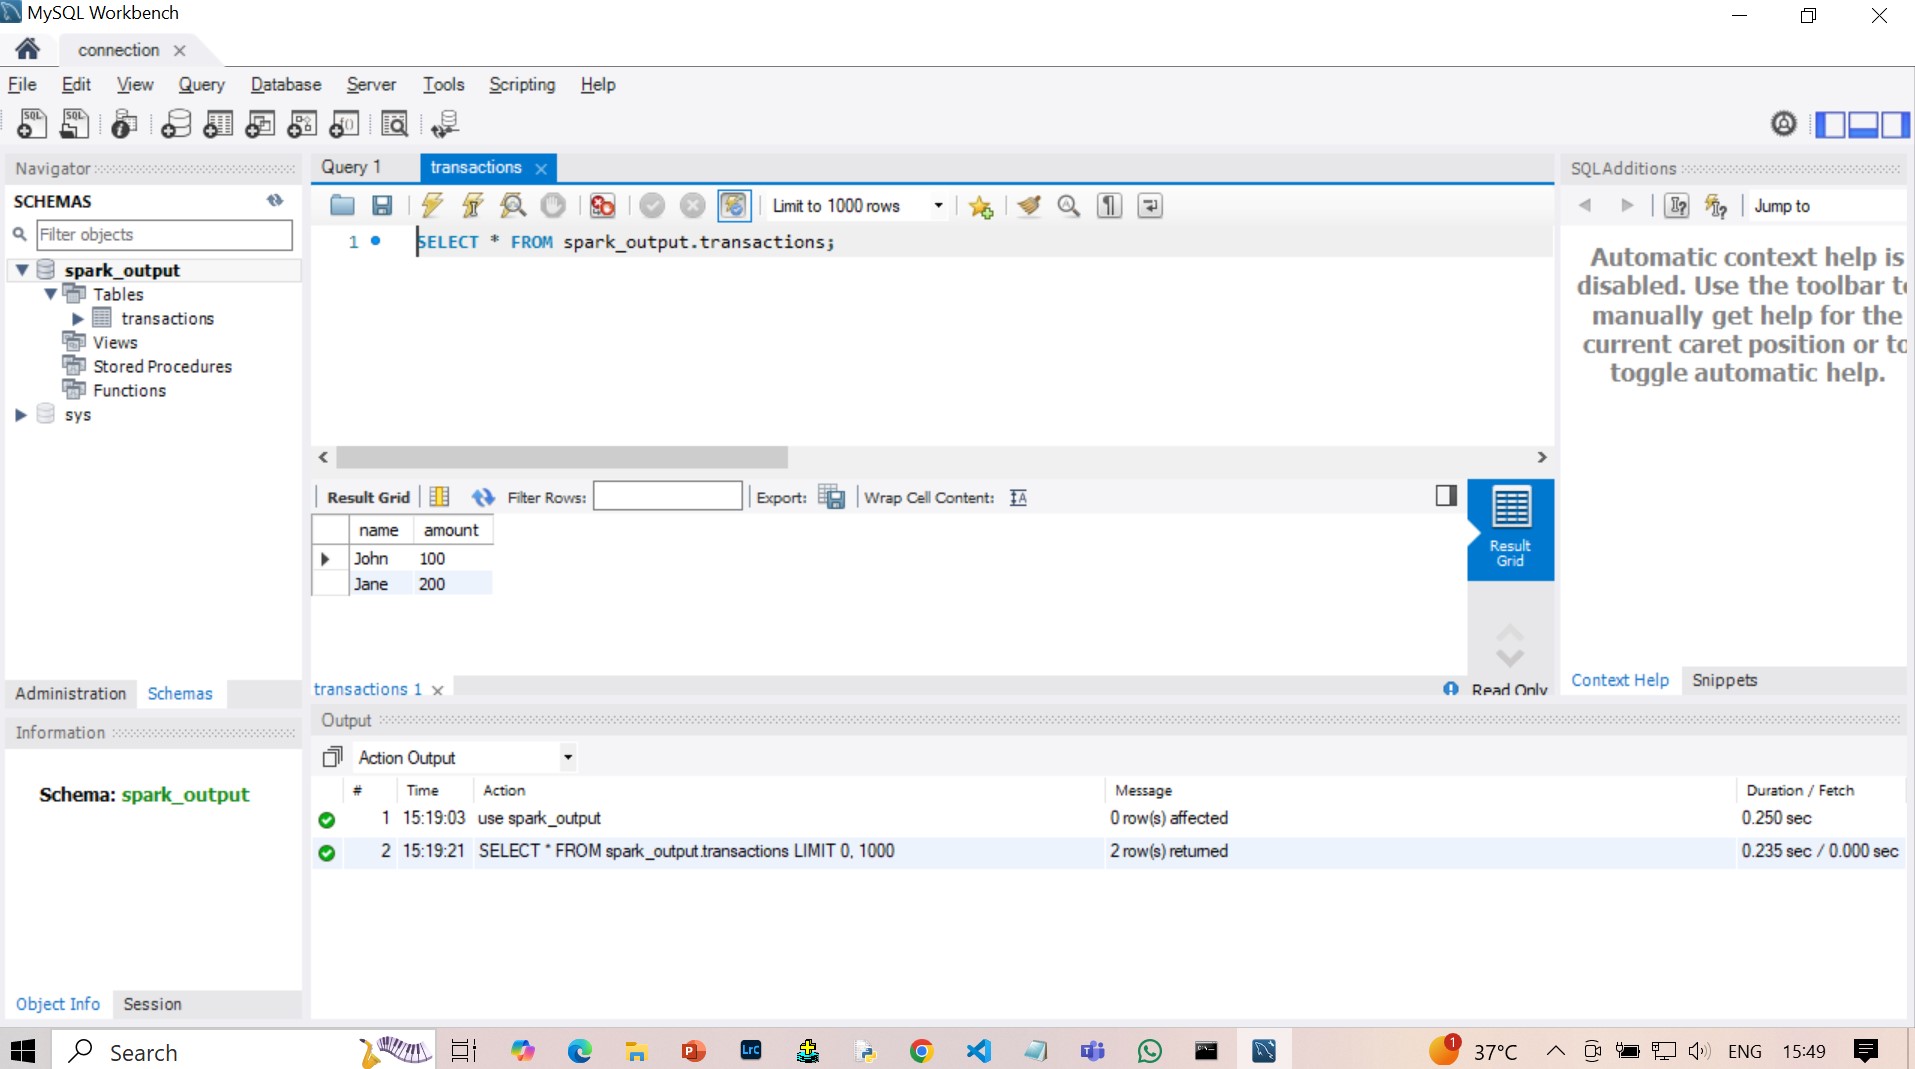 MySQL Workbench
connection
File Edit View Query Database Server Tools Scripting Help
Navigator
SCHEMAS
Filter objects
spark_output
Tables
transactions
Views
Stored Procedures
Functions
sys
Administration Schemas
Information
Schema: spark_output
Object Info Session
Query 1 transactions
Limit to 1000 rows
1 SELECT * FROM spark_output.transactions;
Result Grid Filter Rows: Export: Wrap Cell Content:
name amount
John 100
Jane 200
Result
Grid
transactions 1 Read Only
SQLAdditions
Jump to
Automatic context help is
disabled. Use the toolbar
manually get help for the
current caret position or to
toggle automatic help.
Context Help Snippets
Output
Action Output
# Time Action Message Duration / Fetch
1 15:19:03 use spark_output 0 row(s) affected 0.250 sec
2 15:19:21 SELECT * FROM spark_output.transactions LIMIT 0, 1000 2 row(s) returned 0.235 sec / 0.000 sec
Search LrC 1 37°C ENG 15:49